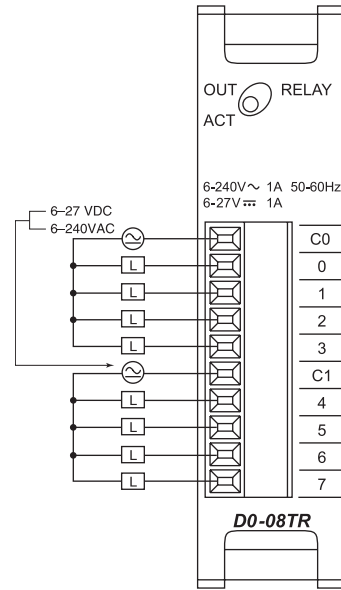 OUT RELAY
ACT
6-240V∿ 1A 50-60Hz
6-27V⎓ 1A
6–27 VDC
6–240VAC
C0
L 0
L 1
L 2
L 3
C1
L 4
L 5
L 6
L 7
D0-08TR